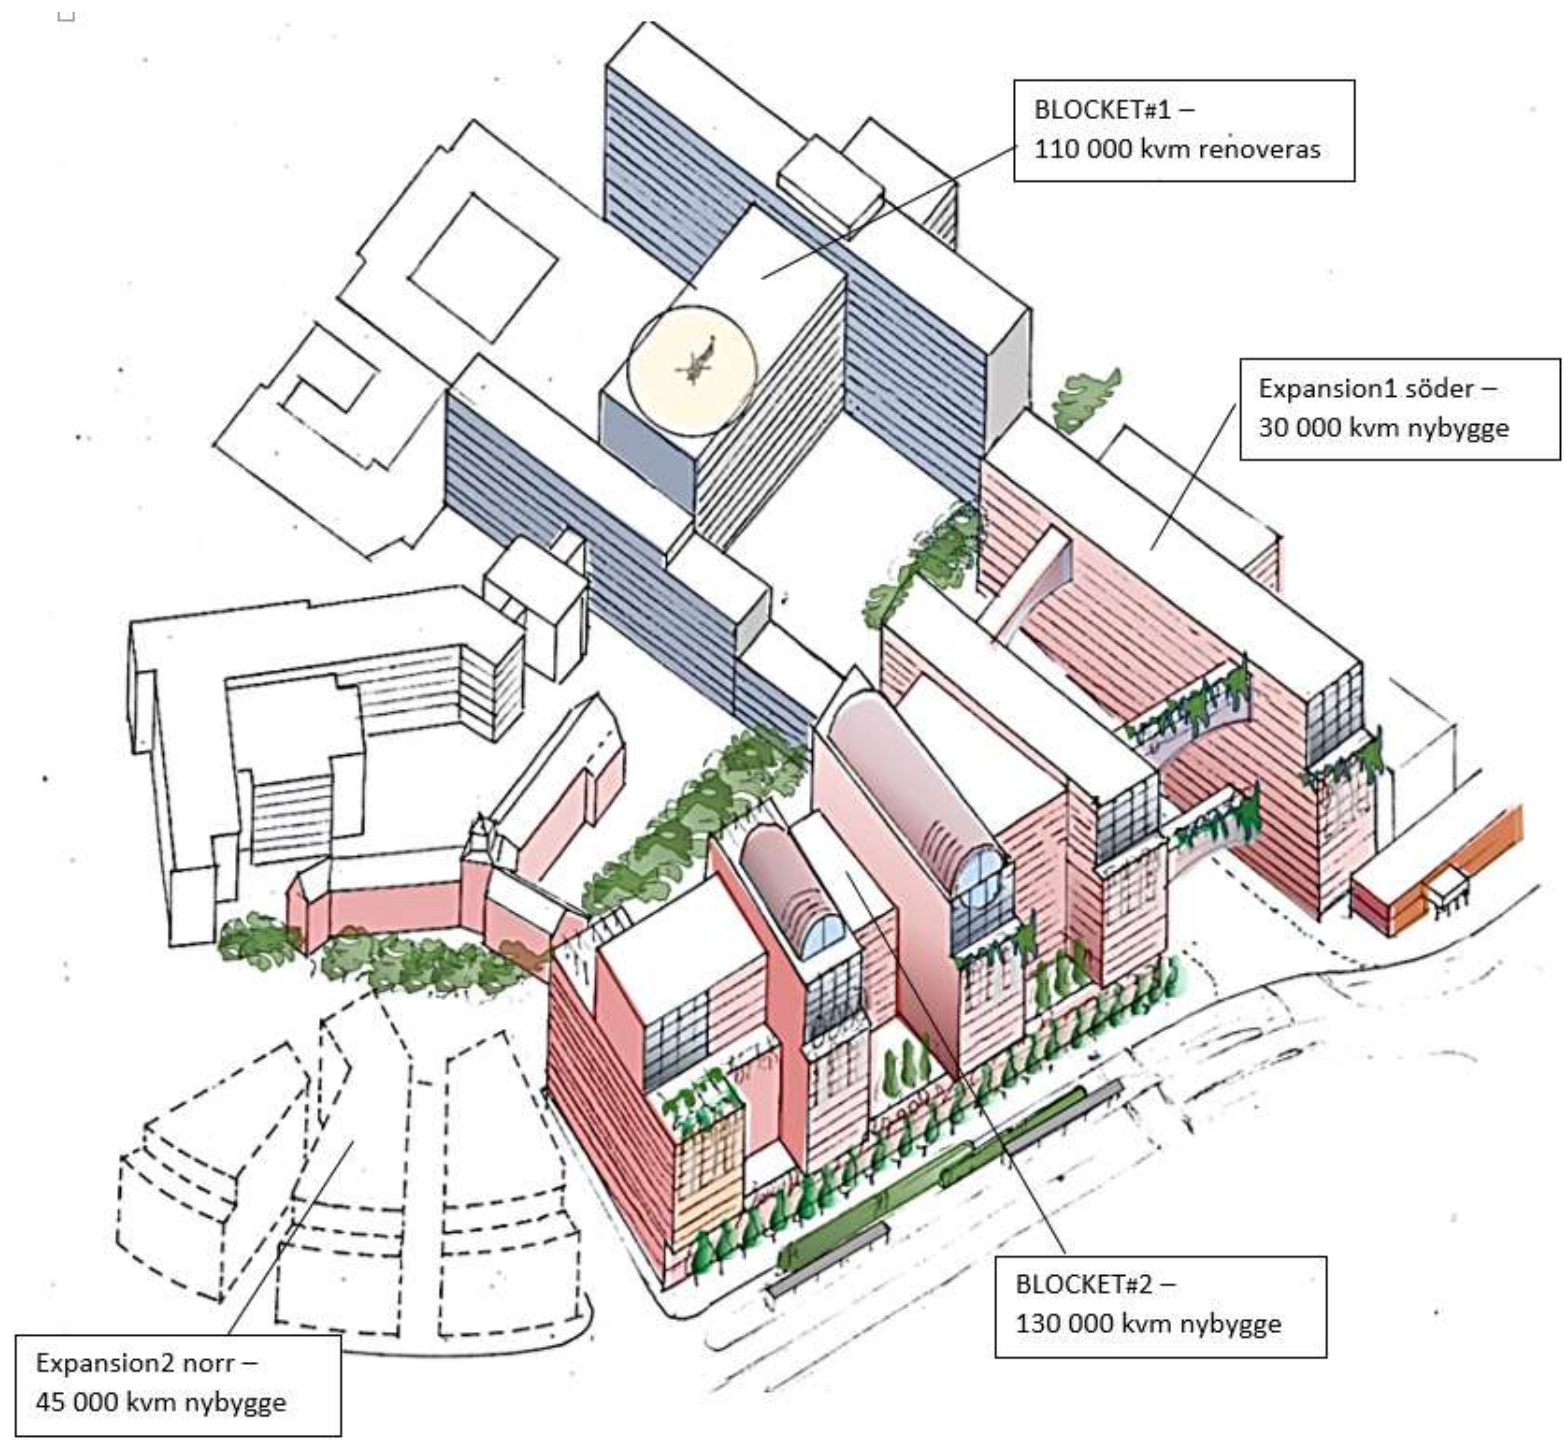 BLOCKET#1 –
110 000 kvm renoveras
Expansion1 söder –
30 000 kvm nybygge
BLOCKET#2 –
130 000 kvm nybygge
Expansion2 norr –
45 000 kvm nybygge